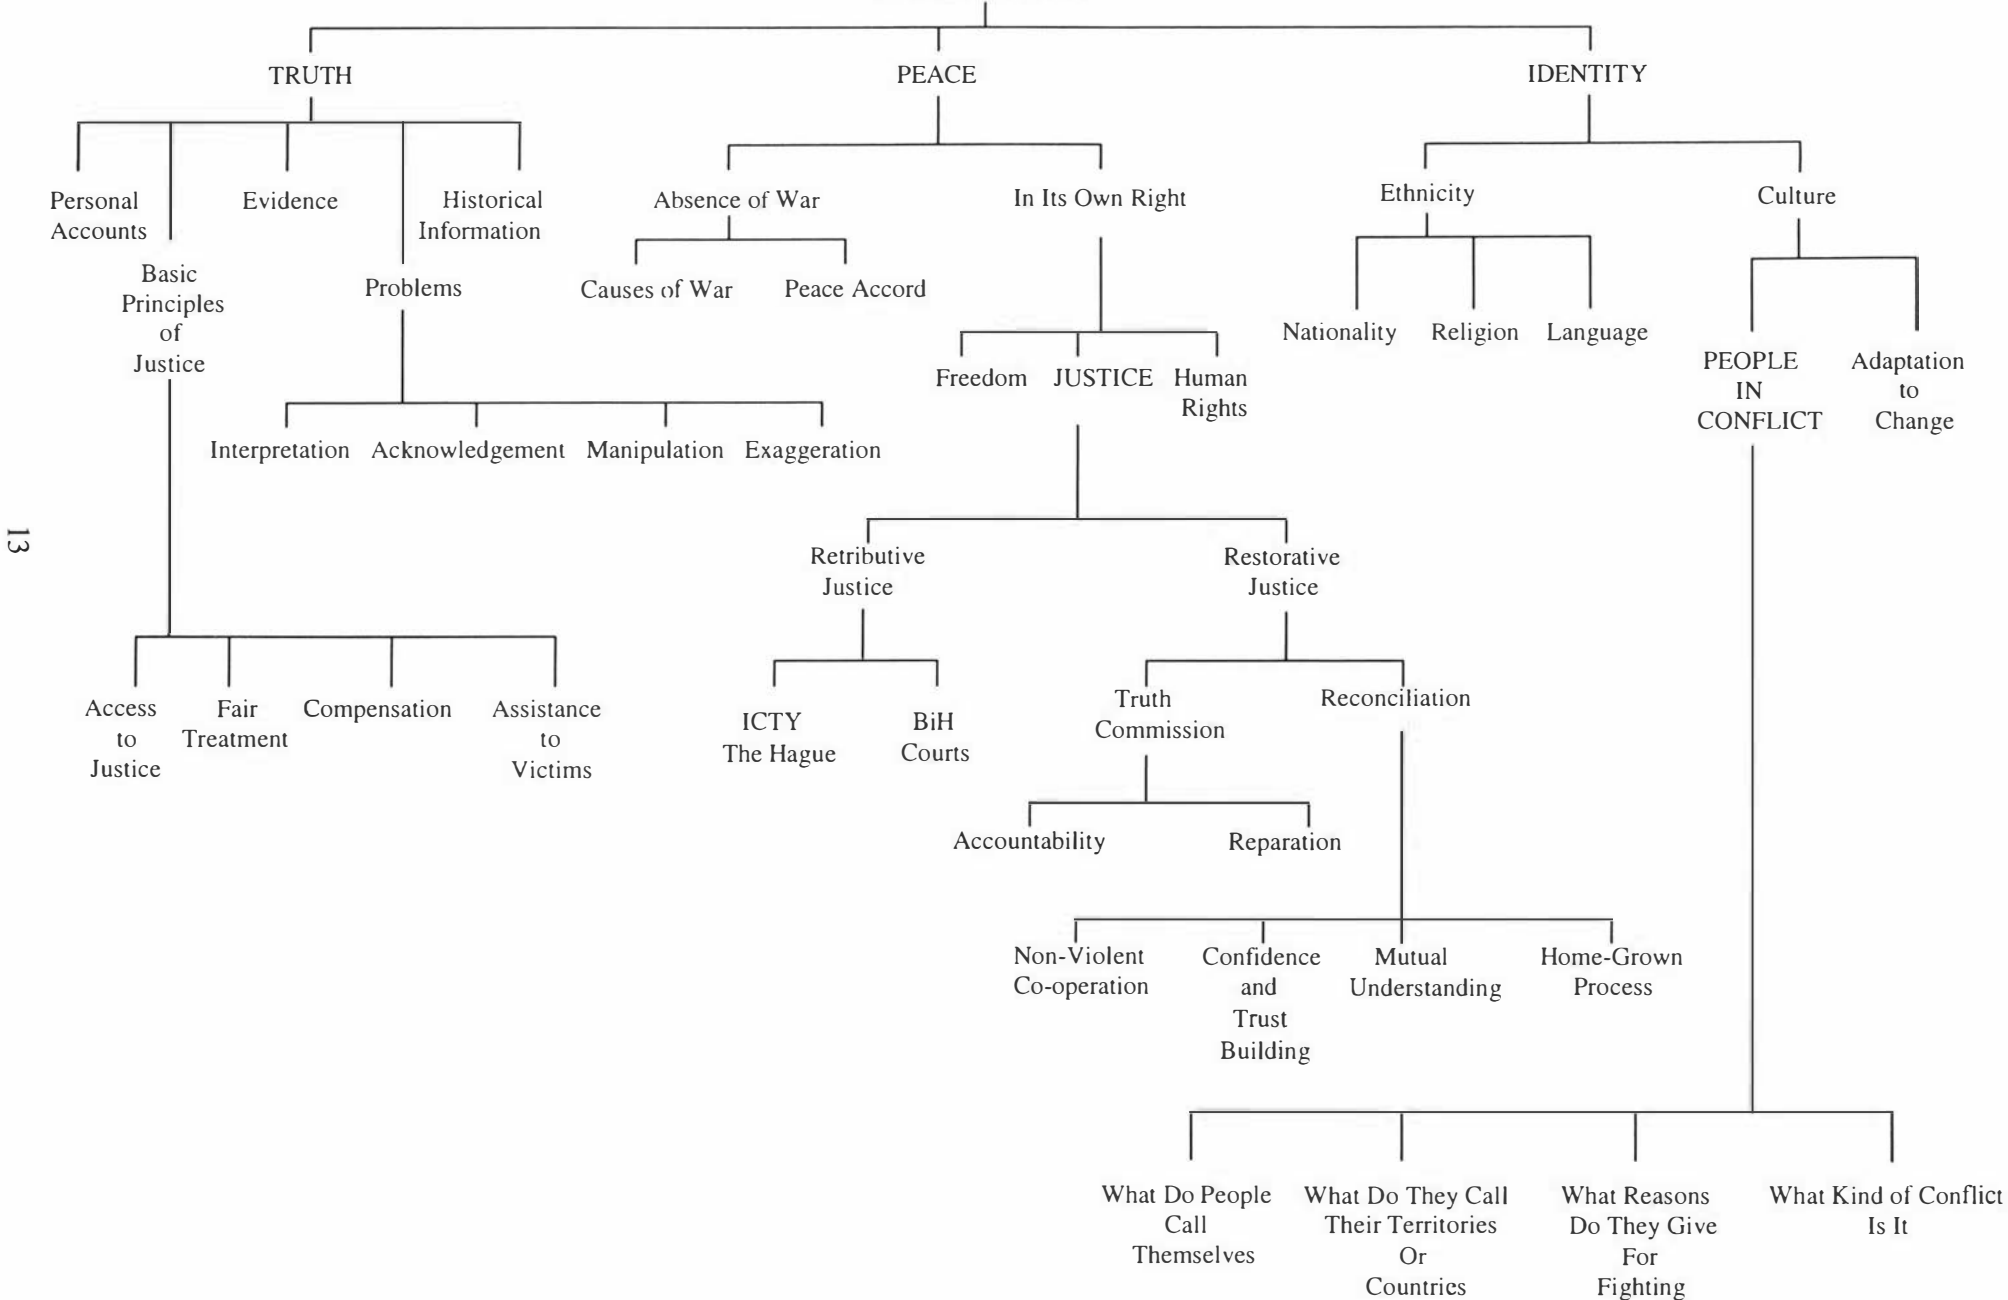 TRUTH
PEACE
IDENTITY
Personal
Accounts
Basic
Principles
of
Justice
Evidence
Problems
Historical
Information
Absence of War
In Its Own Right
Ethnicity
Culture
Causes of War
Peace Accord
Nationality
Religion
Language
PEOPLE
IN
CONFLICT
Adaptation
to
Change
Freedom
JUSTICE
Human
Rights
Interpretation
Acknowledgement
Manipulation
Exaggeration
13
Retributive
Justice
Restorative
Justice
Access
to
Justice
Fair
Treatment
Compensation
Assistance
to
Victims
ICTY
The Hague
BiH
Courts
Truth
Commission
Reconciliation
Accountability
Reparation
Non-Violent
Co-operation
Confidence
and
Trust
Building
Mutual
Understanding
Home-Grown
Process
What Do People
Call
Themselves
What Do They Call
Their Territories
Or
Countries
What Reasons
Do They Give
For
Fighting
What Kind of Conflict
Is It